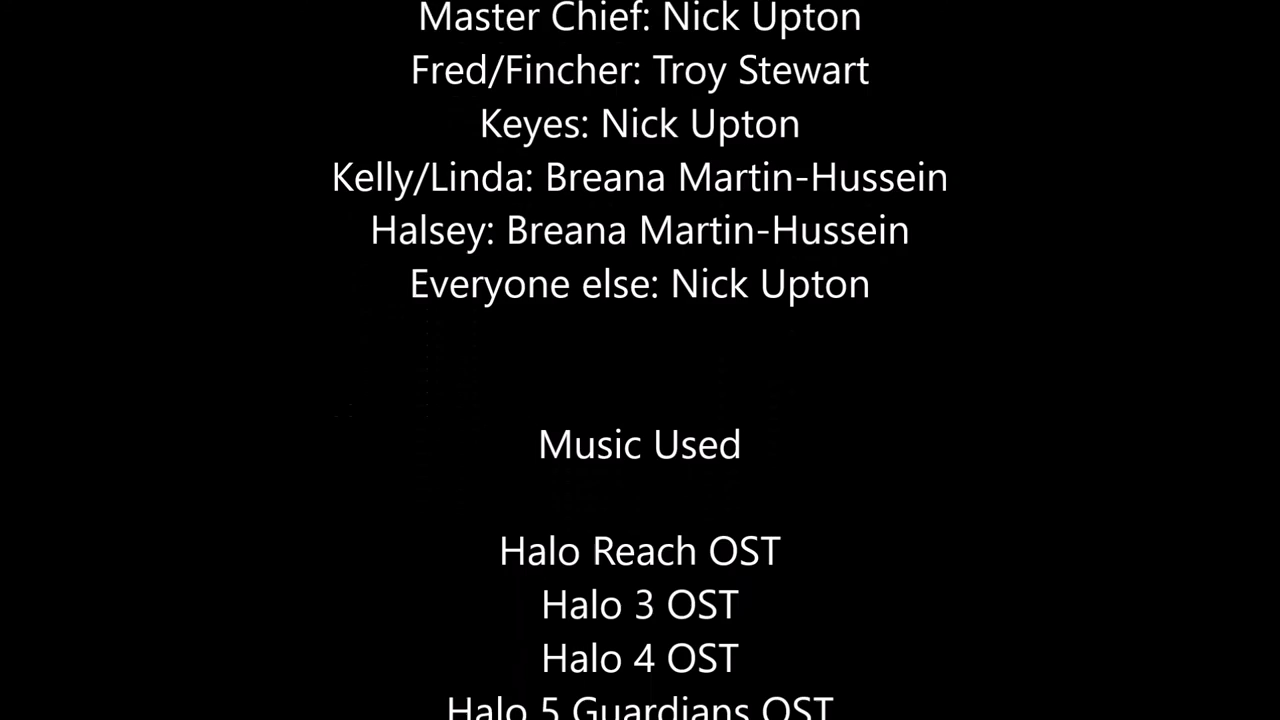 Master Chief: Nick Upton
Fred/Fincher: Troy Stewart
Keyes: Nick Upton
Kelly/Linda: Breana Martin-Hussein
Halsey: Breana Martin-Hussein
Everyone else: Nick Upton
Music Used
Halo Reach OST
Halo 3 OST
Halo 4 OST
Halo 5 Guardians OST